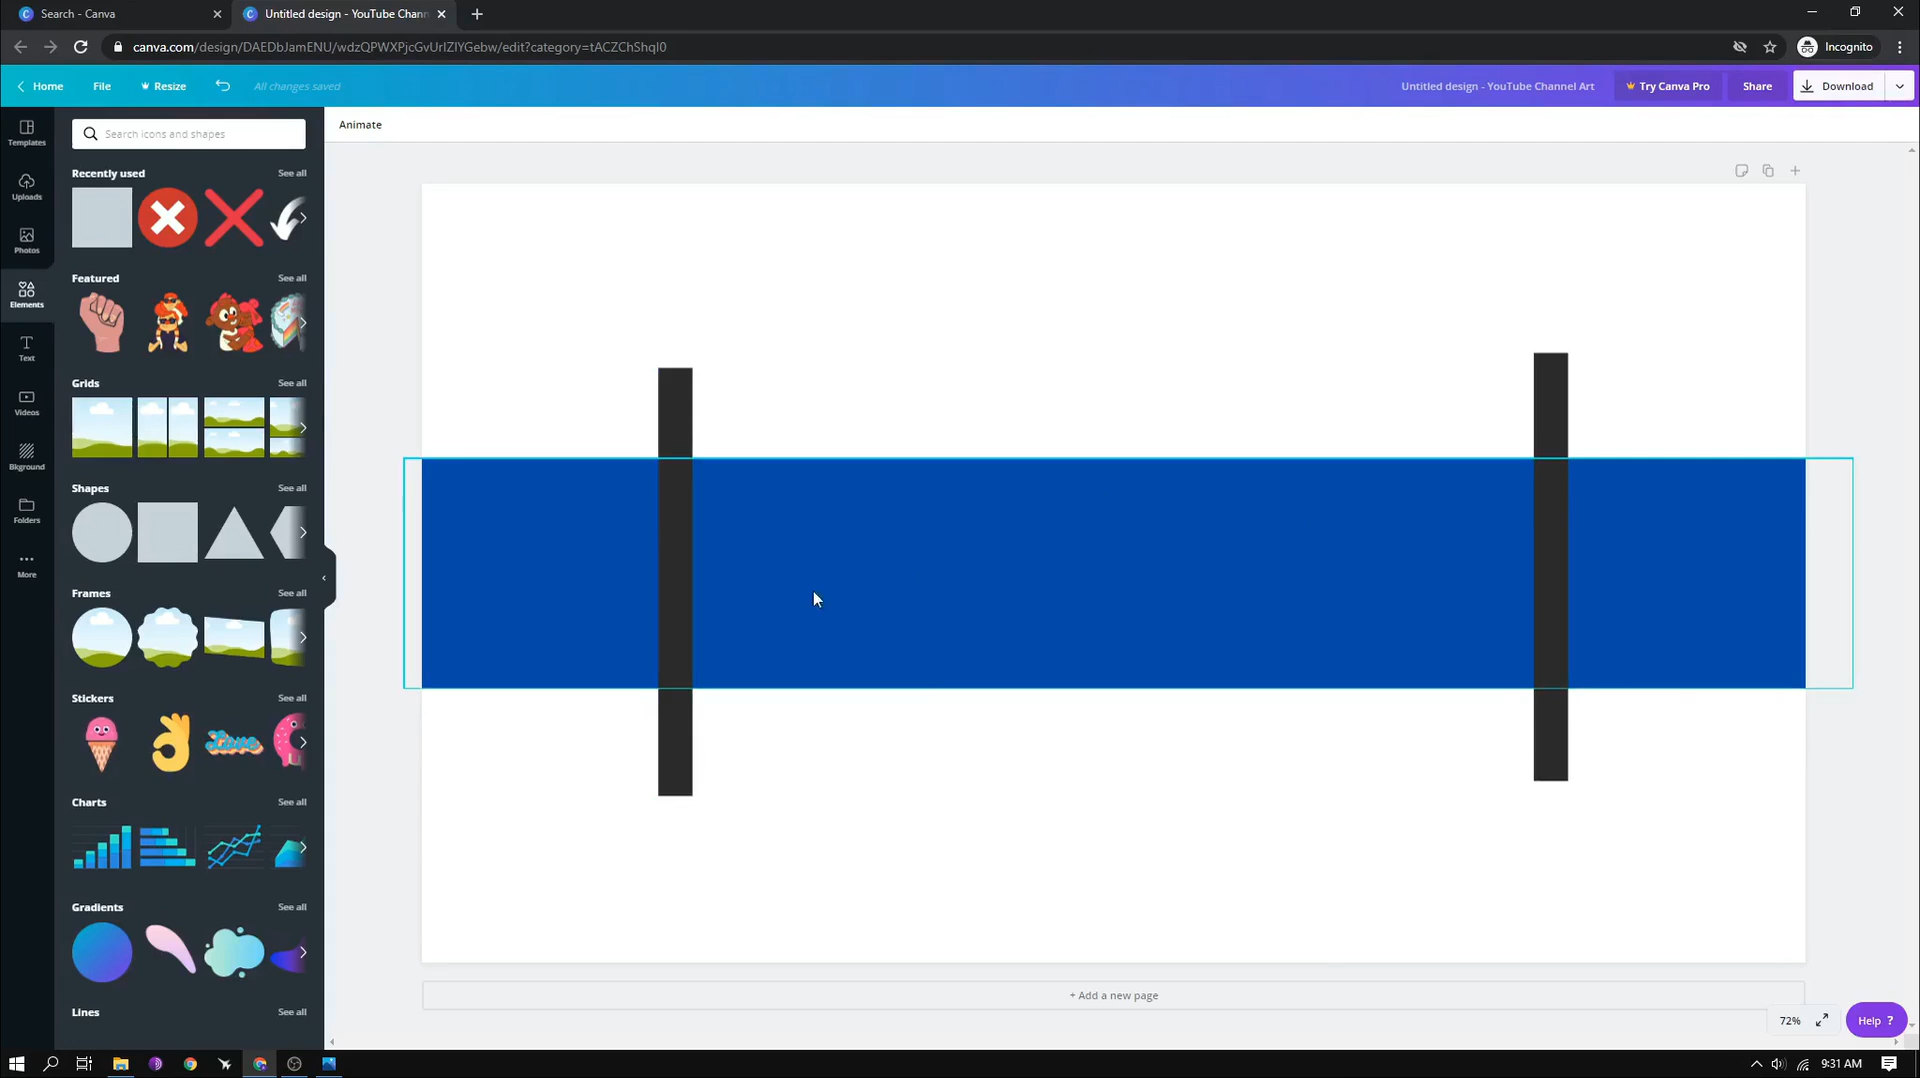 Search - Canva
Untitled design - YouTube Chann
canva.com/design/DAEDbJamENU/wdzQPWXPjcGvUrIZIYGebw/edit?category=tACZChShqI0
Incognito
Home
File
Resize
All changes saved
Untitled design - YouTube Channel Art
Try Canva Pro
Share
Download
Animate
Templates
Uploads
Photos
Elements
Text
Videos
Bkground
Folders
More
Search icons and shapes
Recently used
See all
Featured
See all
Grids
See all
Shapes
See all
Frames
See all
Stickers
See all
Charts
See all
Gradients
See all
Lines
See all
+ Add a new page
72%
Help ?
9:31 AM